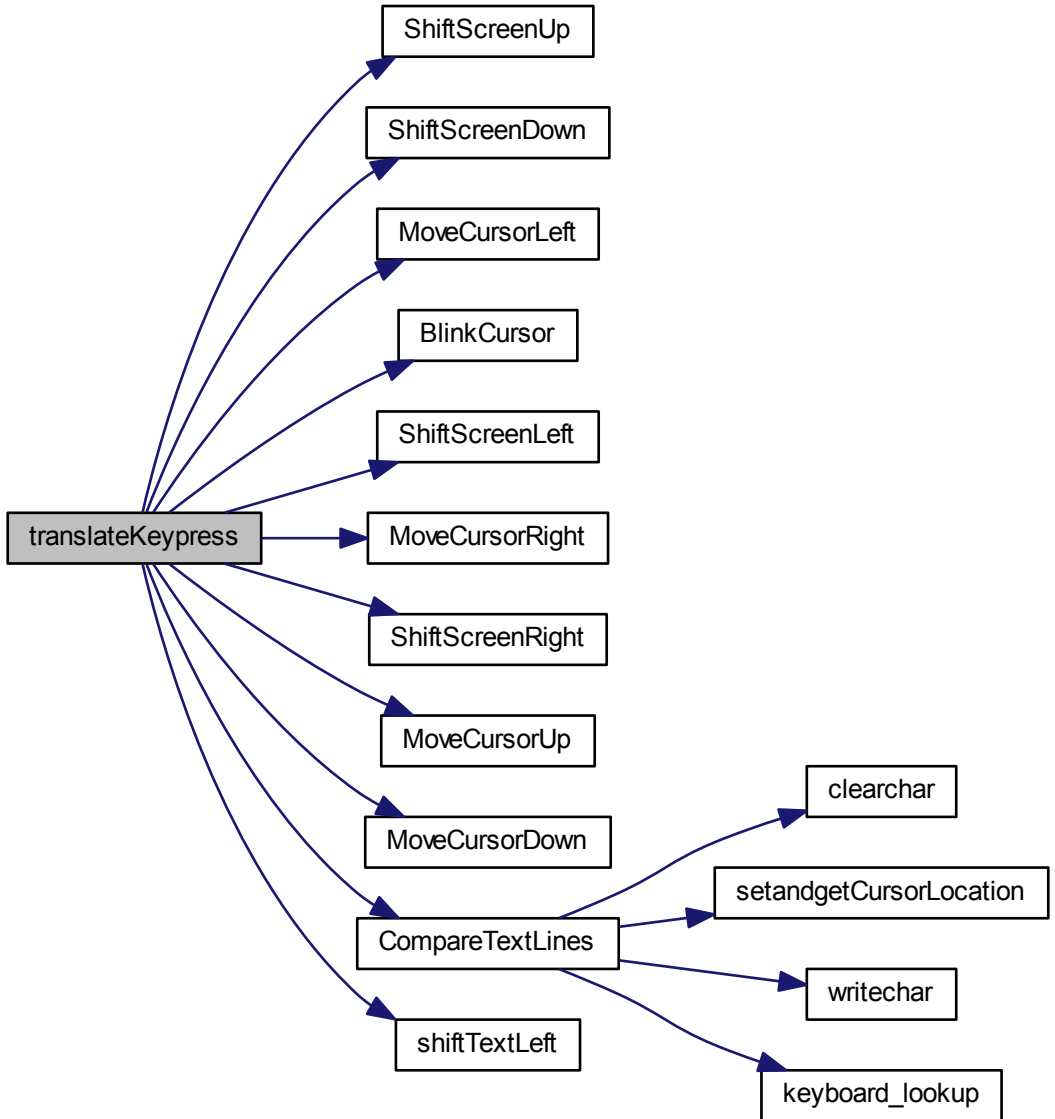 ShiftScreenUp
ShiftScreenDown
MoveCursorLeft
BlinkCursor
ShiftScreenLeft
translateKeypress
MoveCursorRight
ShiftScreenRight
MoveCursorUp
clearchar
MoveCursorDown
setandgetCursorLocation
CompareTextLines
writechar
shiftTextLeft
keyboard_lookup